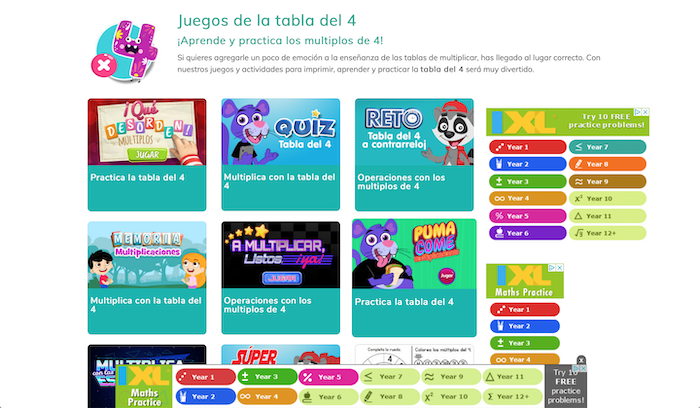 Juegos de la tabla del 4
¡Aprende y practica los multiplos de 4!
Si quieres agregarle un poco de emoción a la enseñanza de las tablas de multiplicar, has llegado al lugar correcto. Con
nuestros juegos y actividades para imprimir, aprender y practicar la tabla del 4 será muy divertido.
¡Qué
DESORDEN!
MÚLTIPLOS
JUGAR
Practica la tabla del 4
QUIZ
Tabla del 4
Multiplica con la tabla del 4
RETO
Tabla del 4
a contrarreloj
Operaciones con los
multiplos de 4
MEMORIA
Multiplicaciones
Multiplica con la tabla del
4
A MULTIPLICAR,
Listos, ¡ya!
¡JUGAR!
Operaciones con los
multiplos de 4
PUMA
COME
Jugar
Practica la tabla del 4
IXL
Try 10 FREE
practice problems!
Year 1
Year 7
Year 2
Year 8
Year 3
Year 9
Year 4
Year 10
Year 5
Year 11
Year 6
Year 12+
IXL
Maths Practice
Year 1
Year 2
Year 3
Year 4
MULTIPLICA
SÚPER
Completa la rueda:
Colorea los multiplos del 4:
IXL
Maths
Practice
Year 1
Year 3
Year 5
Year 7
Year 9
Year 11
Year 2
Year 4
Year 6
Year 8
Year 10
Year 12+
Try 10
FREE
practice
problems!